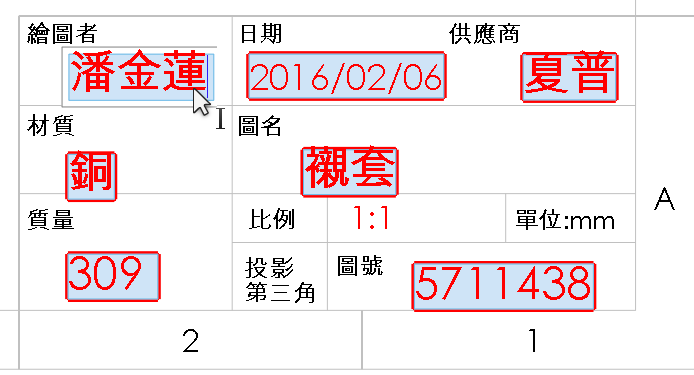 繪圖者 日期 供應商
潘金蓮 2016/02/06 夏普
材質 圖名
銅 襯套
A
質量 比例 1:1 單位:mm
309 投影 圖號
第三角 5711438
2 1